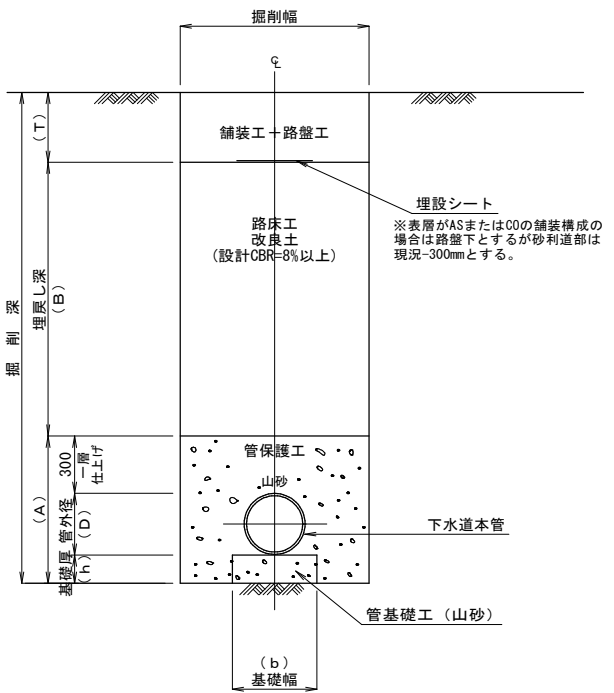 掘削幅
℄
舗装工+路盤工
(T)
埋設シート
※表層がASまたはCOの舗装構成の
場合は路盤下とするが砂利道部は
現況-300mmとする。
路床工
改良土
(設計CBR=8%以上)
掘削深
埋戻し深
(B)
管保護工
山砂
300
一層
仕上げ
(A)
管外径
(D)
下水道本管
基礎厚
(h)
管基礎工(山砂)
(b)
基礎幅